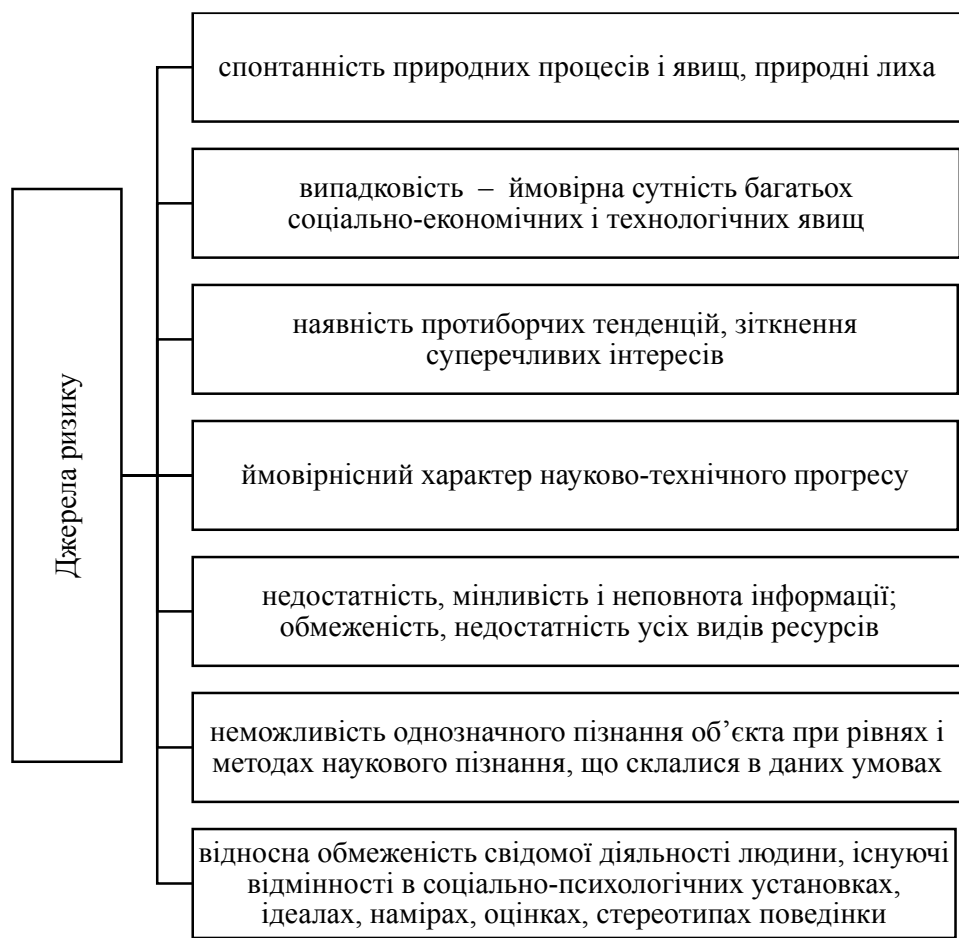 Джерела ризику
спонтанність природних процесів і явищ, природні лиха
випадковість – ймовірна сутність багатьох
соціально-економічних і технологічних явищ
наявність протиборчих тенденцій, зіткнення
суперечливих інтересів
ймовірнісний характер науково-технічного прогресу
недостатність, мінливість і неповнота інформації;
обмеженість, недостатність усіх видів ресурсів
неможливість однозначного пізнання об’єкта при рівнях і
методах наукового пізнання, що склалися в даних умовах
відносна обмеженість свідомої діяльності людини, існуючі
відмінності в соціально-психологічних установках,
ідеалах, намірах, оцінках, стереотипах поведінки